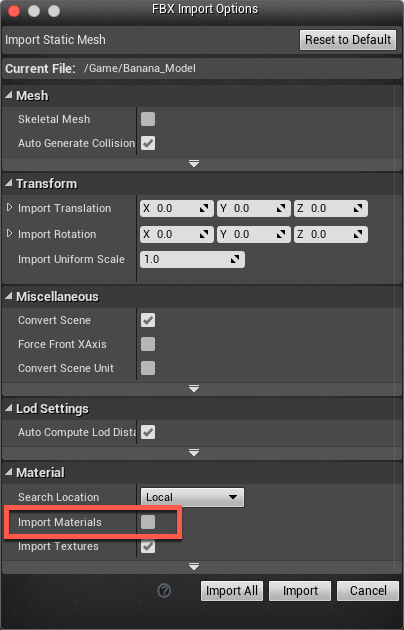 FBX Import Options
Import Static Mesh Reset to Default
Current File: /Game/Banana_Model
Mesh
Skeletal Mesh
Auto Generate Collision
Transform
Import Translation X 0.0 Y 0.0 Z 0.0
Import Rotation X 0.0 Y 0.0 Z 0.0
Import Uniform Scale 1.0
Miscellaneous
Convert Scene
Force Front XAxis
Convert Scene Unit
Lod Settings
Auto Compute Lod Dista
Material
Search Location Local
Import Materials
Import Textures
? Import All Import Cancel